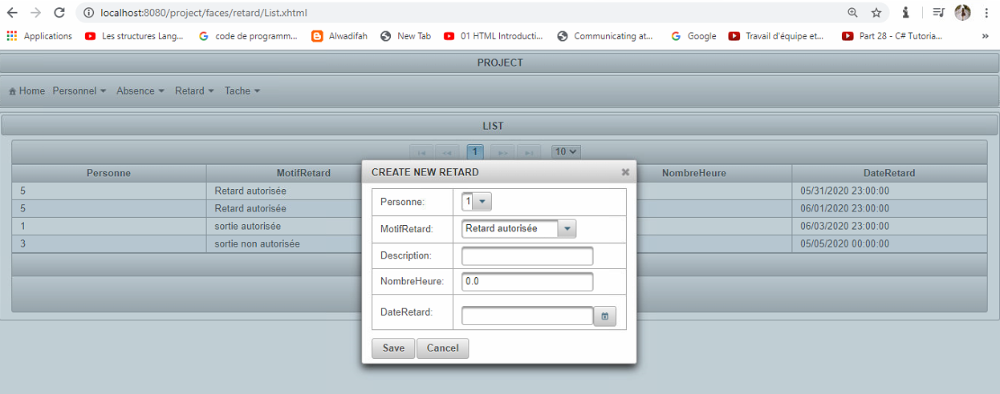 localhost:8080/project/faces/retard/List.xhtml
Applications Les structures Lang... code de programm... Alwadifah New Tab 01 HTML Introducti... Communicating at... Google Travail d'équipe et... Part 28 - C# Tutoria... »
PROJECT
Home Personnel Absence Retard Tache
LIST
1 10
Personne MotifRetard NombreHeure DateRetard
5 Retard autorisée 05/31/2020 23:00:00
5 Retard autorisée 06/01/2020 23:00:00
1 sortie autorisée 06/03/2020 23:00:00
3 sortie non autorisée 05/05/2020 00:00:00
CREATE NEW RETARD
Personne: 1
MotifRetard: Retard autorisée
Description:
NombreHeure: 0.0
DateRetard:
Save Cancel